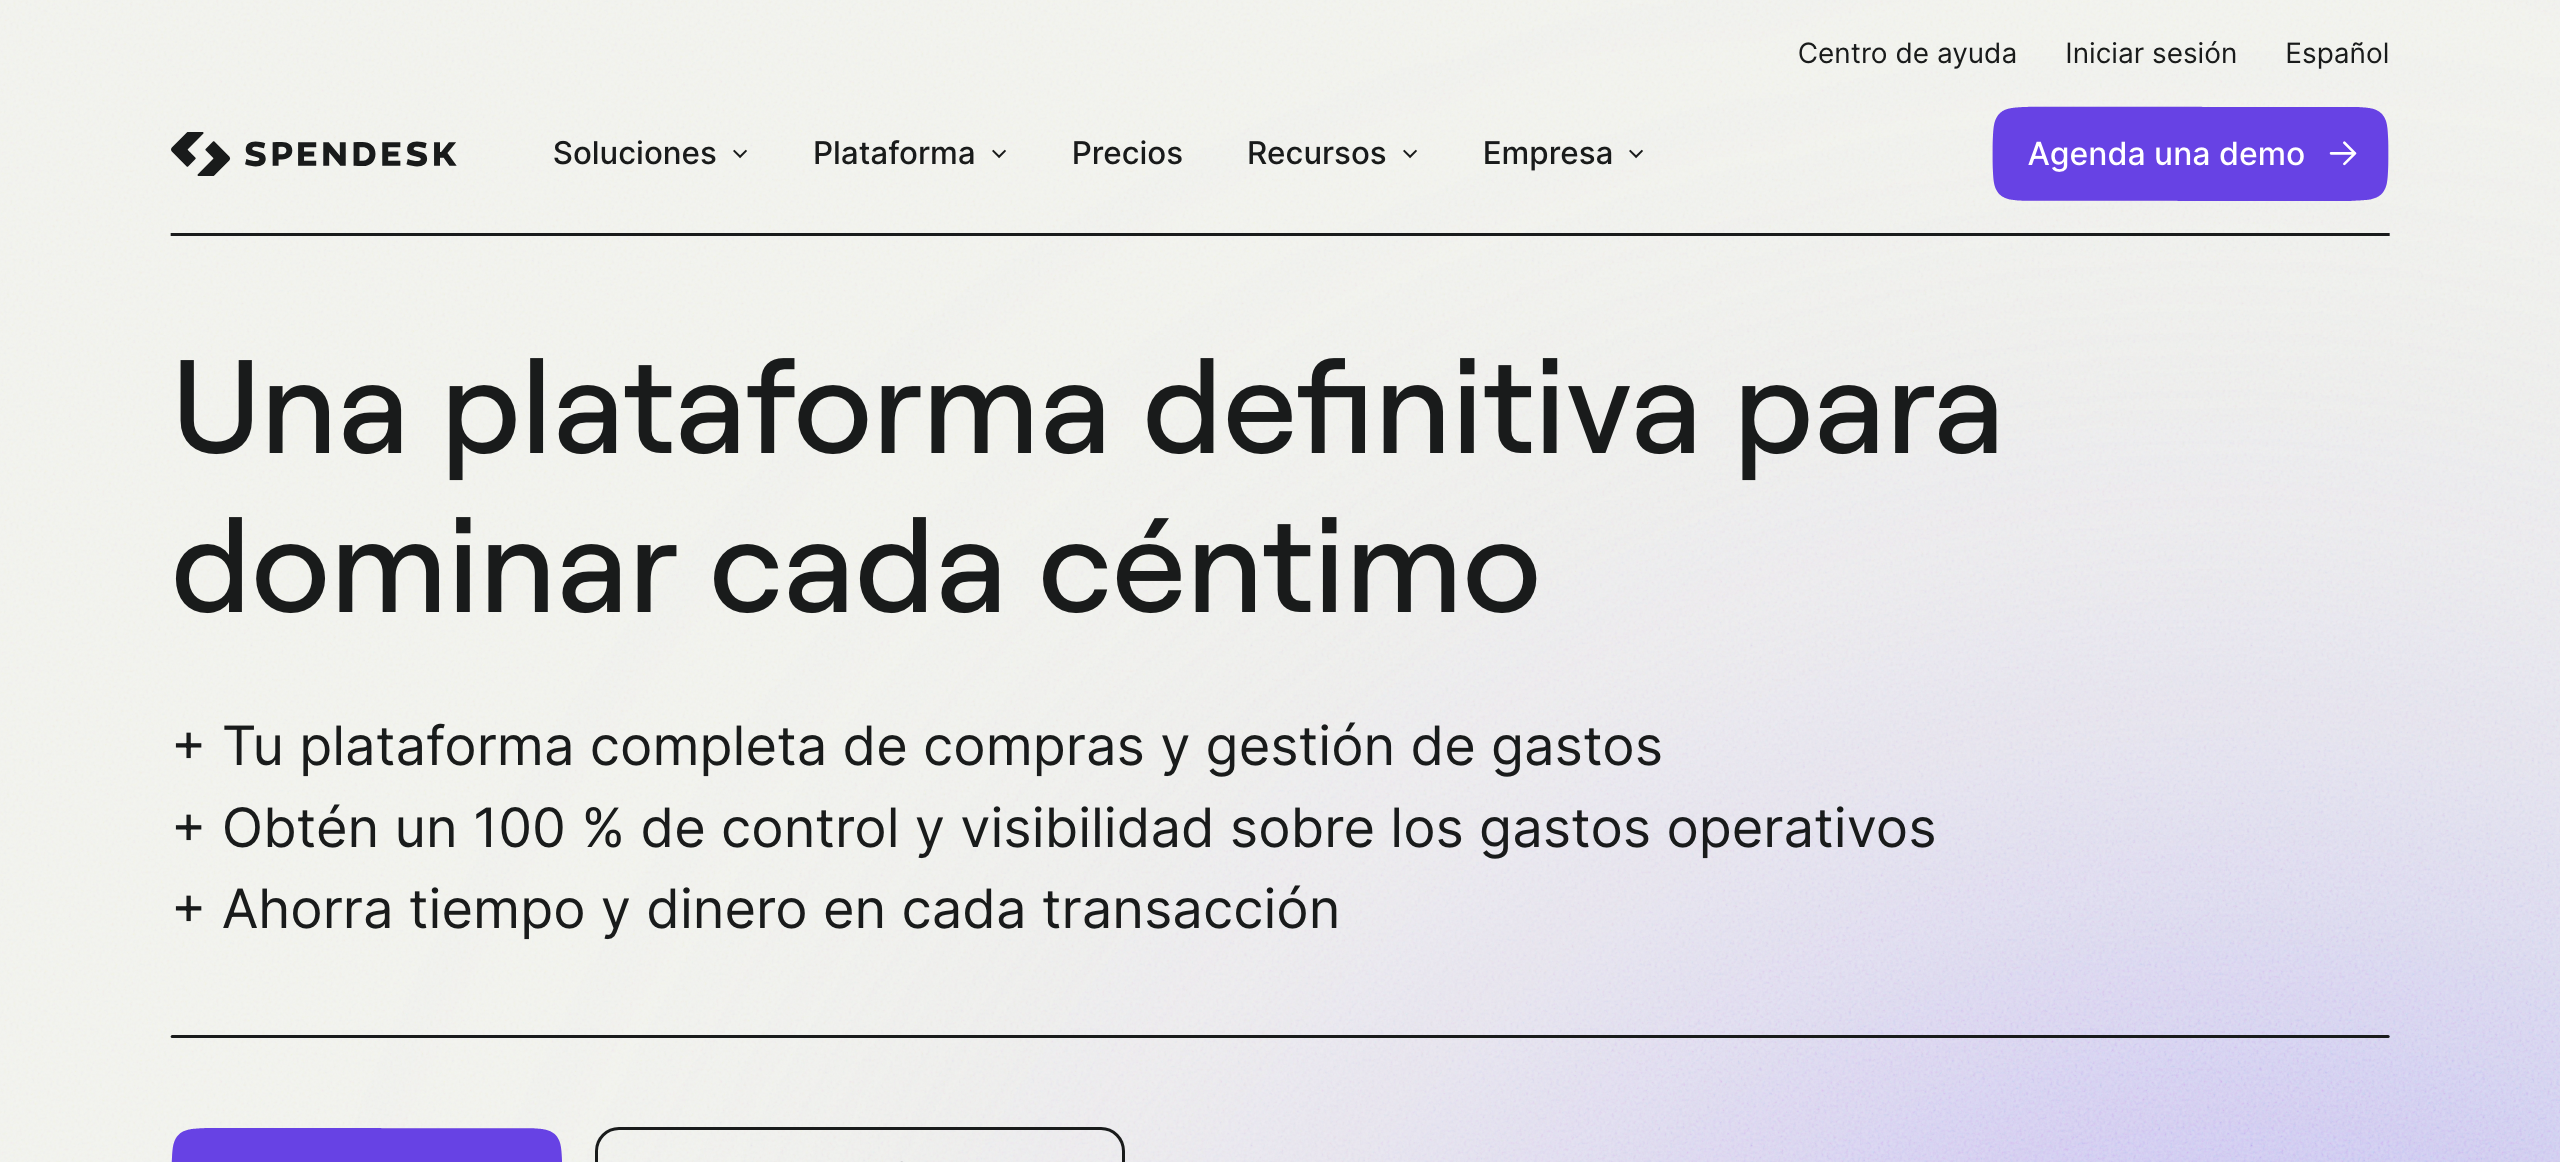 Centro de ayuda Iniciar sesión Español
SPENDESK Soluciones Plataforma Precios Recursos Empresa Agenda una demo
Una plataforma definitiva para
dominar cada céntimo
+ Tu plataforma completa de compras y gestión de gastos
+ Obtén un 100 % de control y visibilidad sobre los gastos operativos
+ Ahorra tiempo y dinero en cada transacción